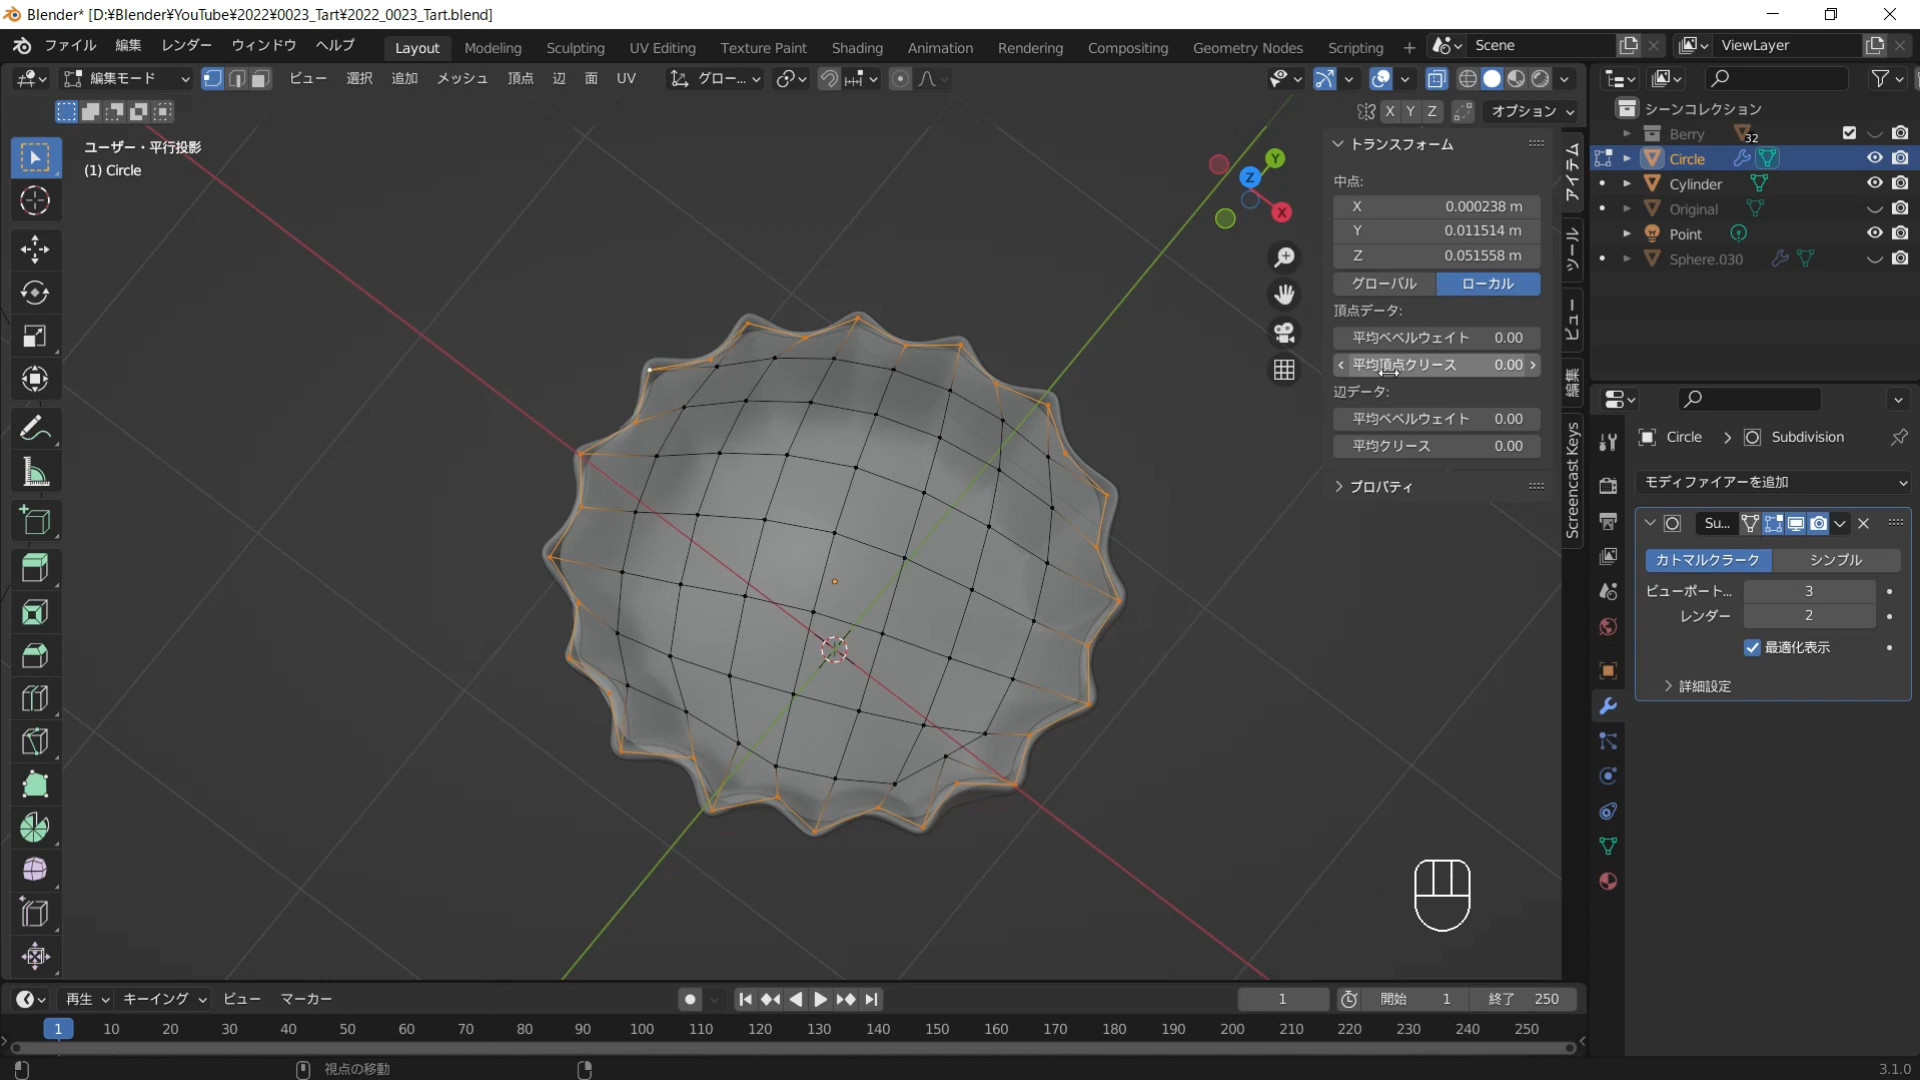 Blender* [D:¥Blender¥YouTube¥2022¥0023_Tart¥2022_0023_Tart.blend]
ファイル 編集 レンダー ウィンドウ ヘルプ Layout Modeling Sculpting UV Editing Texture Paint Shading Animation Rendering Compositing Geometry Nodes Scripting + Scene ViewLayer
編集モード ビュー 選択 追加 メッシュ 頂点 辺 面 UV グロー...
X Y Z オプション
ユーザー・平行投影
(1) Circle
Y
Z
X
トランスフォーム
中点:
X 0.000238 m
Y 0.011514 m
Z 0.051558 m
グローバル ローカル
頂点データ:
平均ベベルウェイト 0.00
平均頂点クリース 0.00
辺データ:
平均ベベルウェイト 0.00
平均クリース 0.00
プロパティ
アイテム
ツール
ビュー
編集
Screencast Keys
シーンコレクション
Berry 32
Circle
Cylinder
Original
Point
Sphere.030
Circle > Subdivision
モディファイアーを追加
Su...
カトマルクラーク シンプル
ビューポート... 3
レンダー 2
最適化表示
詳細設定
再生 キーイング ビュー マーカー 1 開始 1 終了 250
1 10 20 30 40 50 60 70 80 90 100 110 120 130 140 150 160 170 180 190 200 210 220 230 240 250
視点の移動 3.1.0